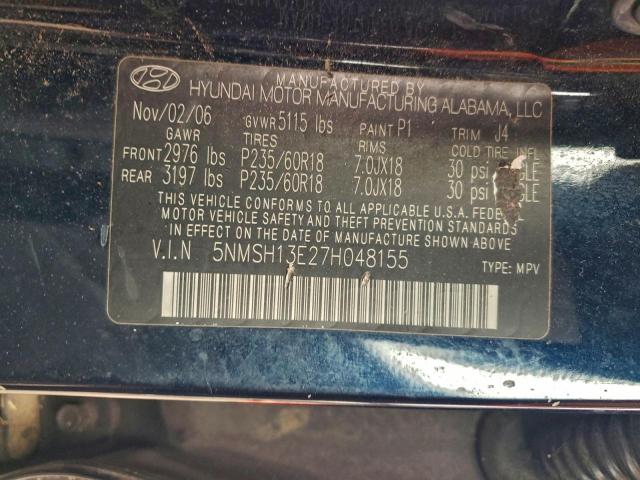 MANUFACTURED BY
HYUNDAI MOTOR MANUFACTURING ALABAMA, LLC
Nov/02/06 GVWR 5115 lbs PAINT P1 TRIM J4
GAWR TIRES RIMS COLD TIRE INFL
FRONT 2976 lbs P235/60R18 7.0JX18 30 psi
REAR 3197 lbs P235/60R18 7.0JX18 30 psi
THIS VEHICLE CONFORMS TO ALL APPLICABLE U.S.A. FEDERAL
MOTOR VEHICLE SAFETY AND THEFT PREVENTION STANDARDS
IN EFFECT ON THE DATE OF MANUFACTURE SHOWN ABOVE.
V.I.N 5NMSH13E27H048155 TYPE: MPV